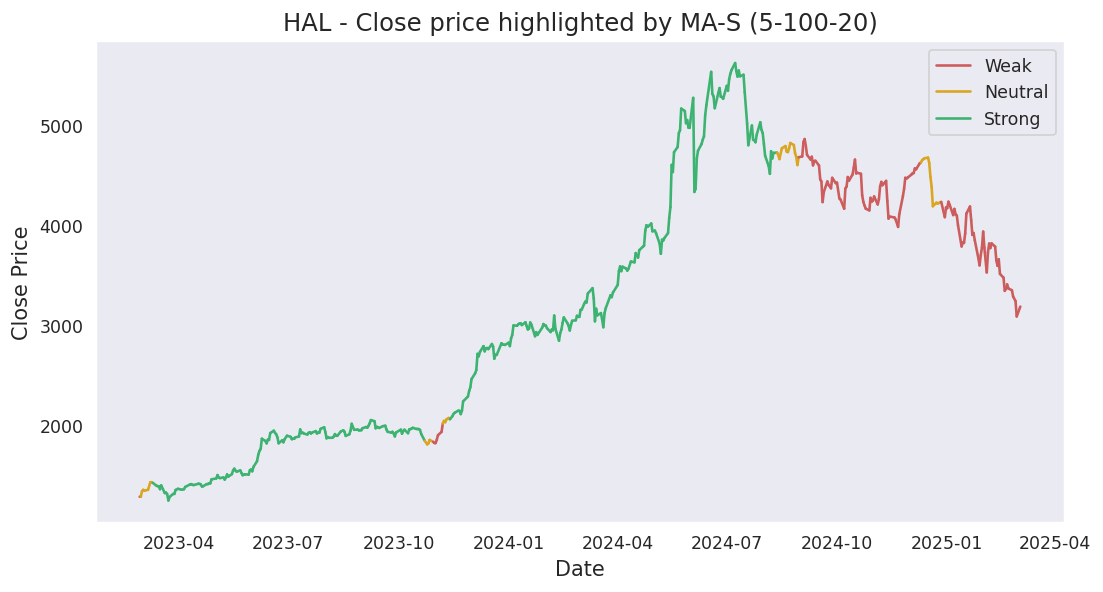 HAL - Close price highlighted by MA-S (5-100-20)
Weak
Neutral
Strong
Close Price
5000
4000
3000
2000
2023-04 2023-07 2023-10 2024-01 2024-04 2024-07 2024-10 2025-01 2025-04
Date